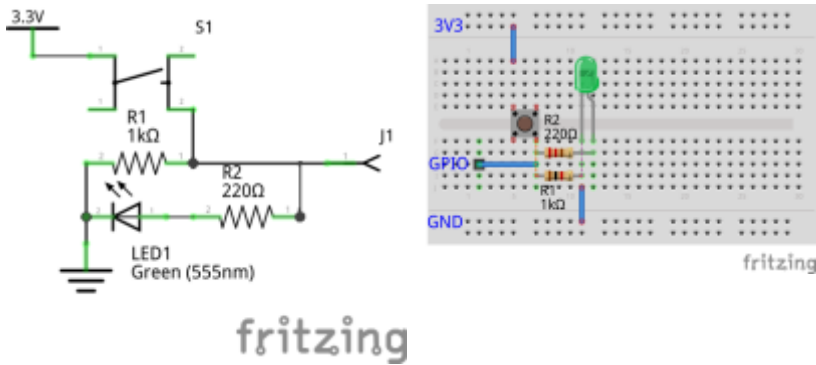 3.3V
S1
R1
1kΩ
J1
R2
220Ω
LED1
Green (555nm)
fritzing
3V3
R2
220Ω
GPIO
R1
1kΩ
GND
fritzing